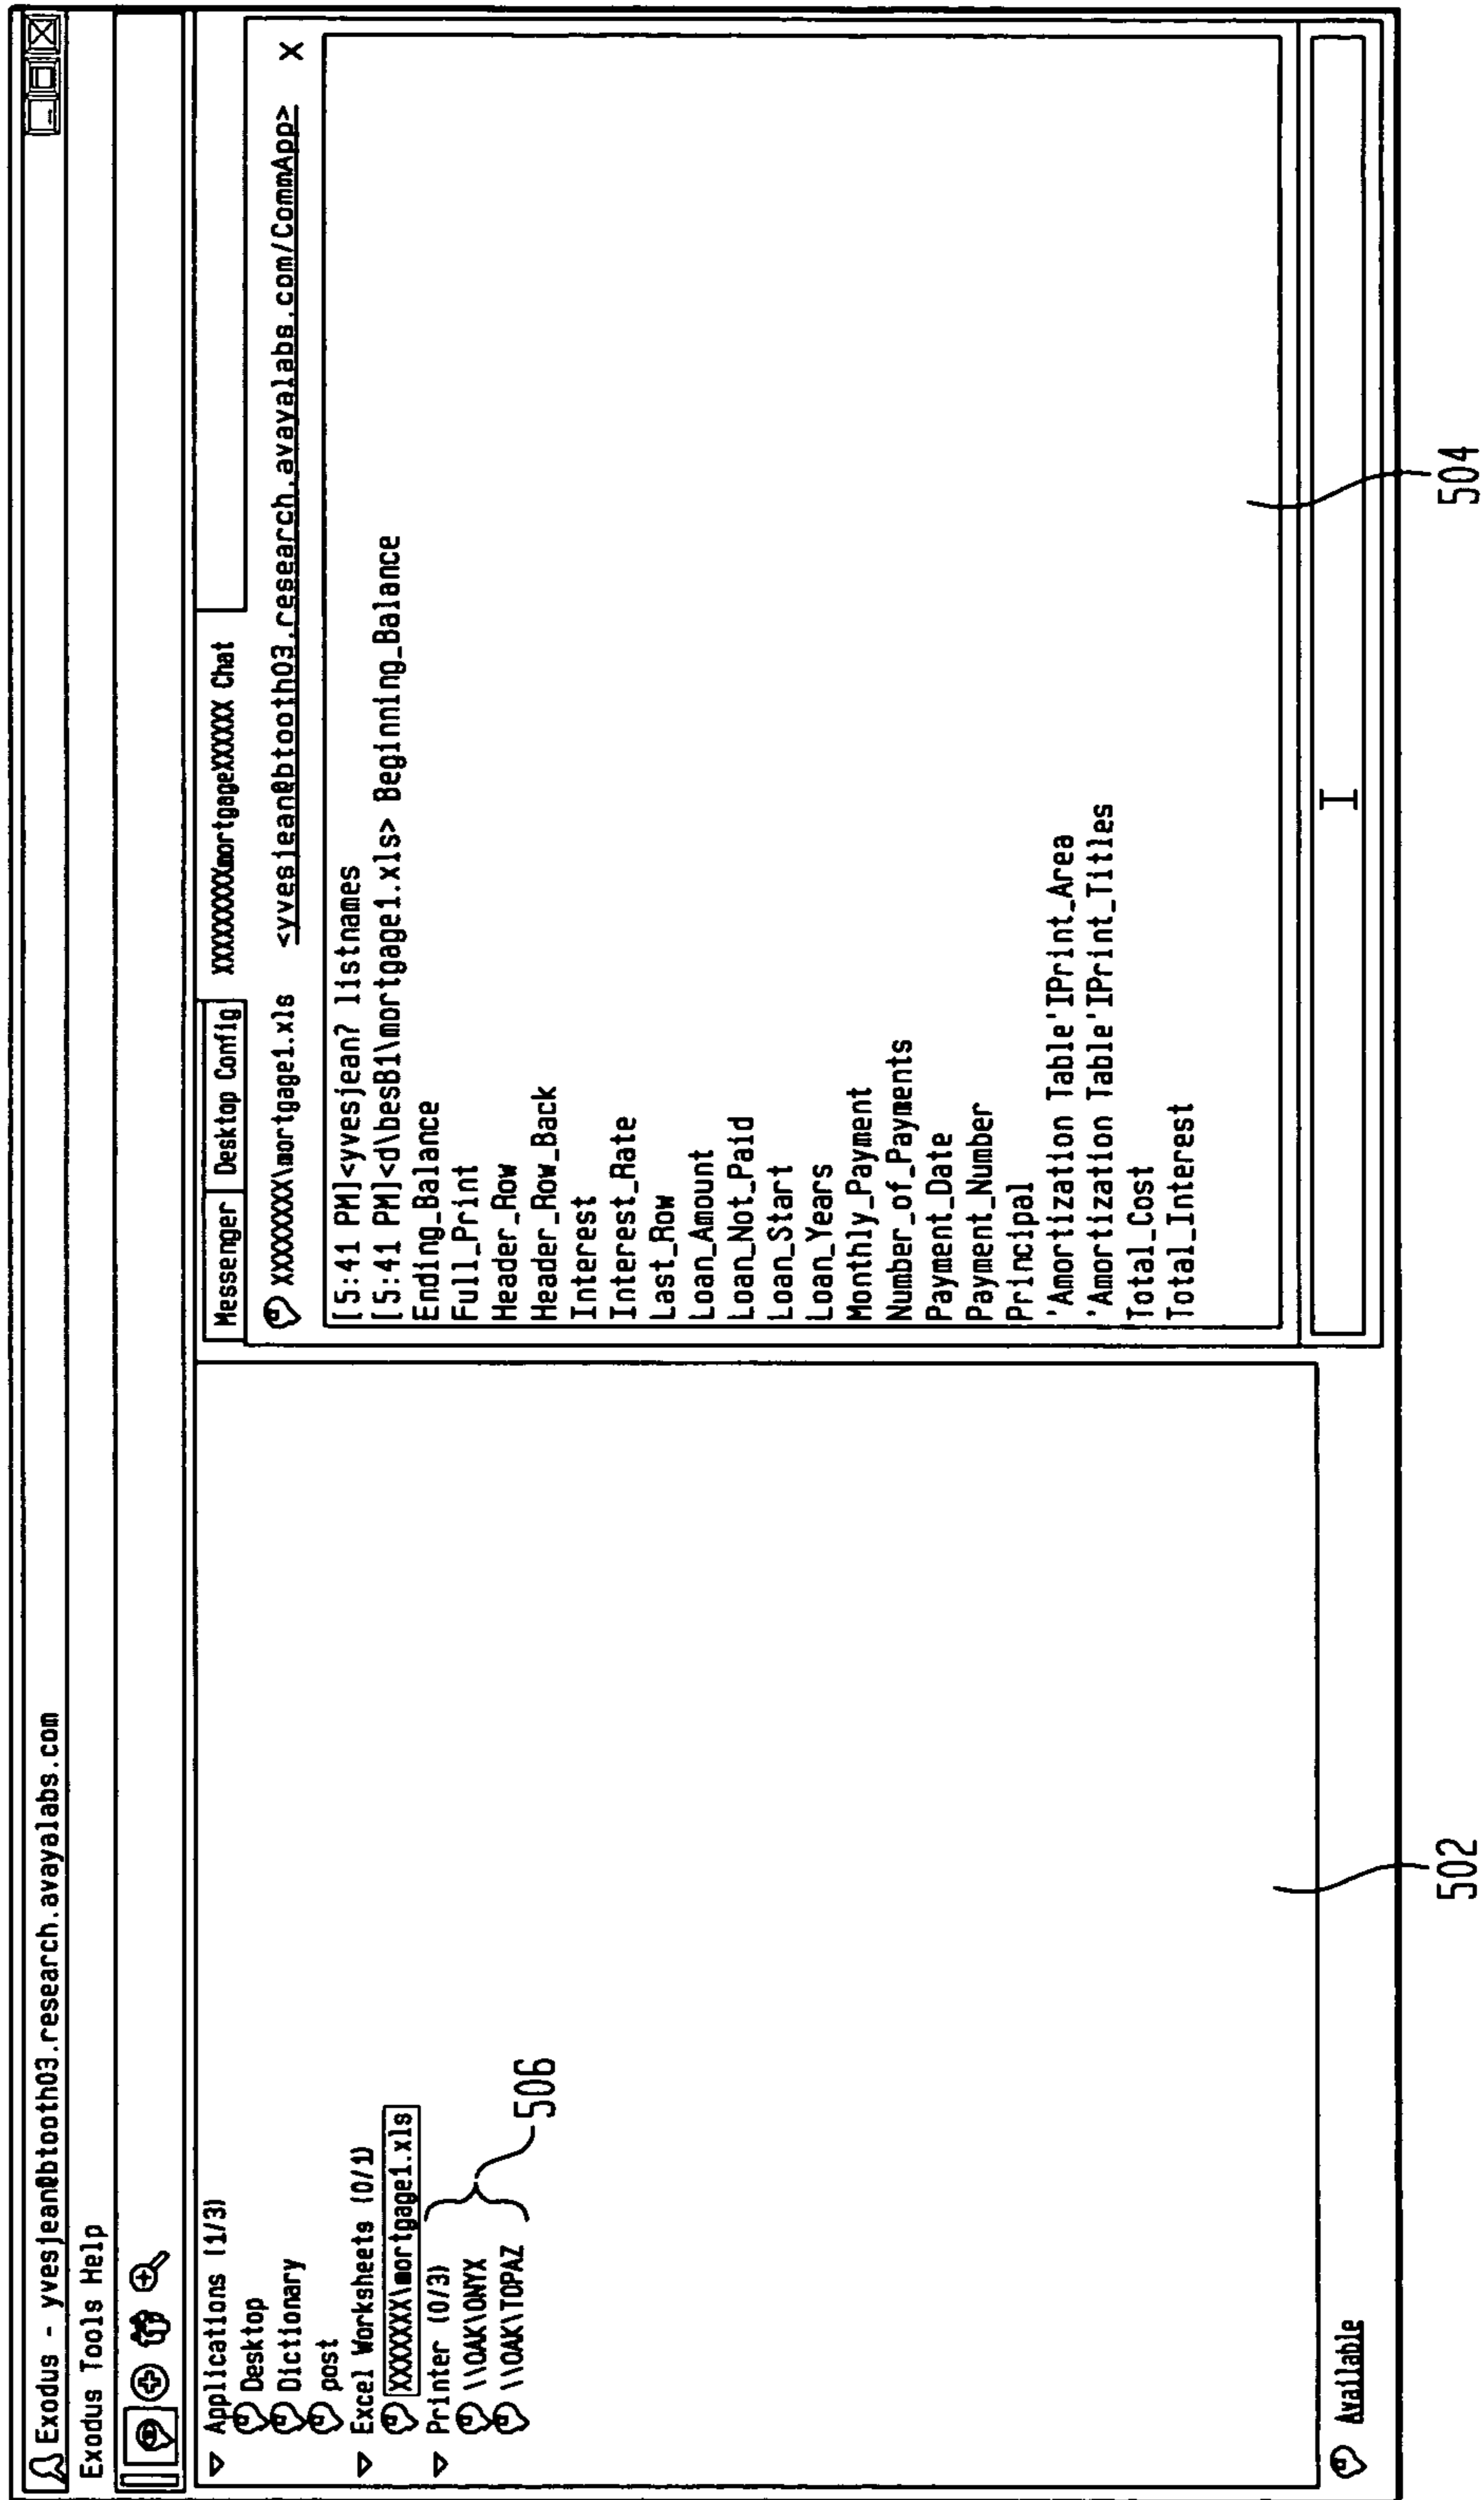 Exodus - yvesjean@btooth03.research.avayalabs.com
Exodus Tools Help
Applications (1/3)
Desktop
Dictionary
post
Excel Worksheets (0/1)
XXXXXXX\mortgage1.xls
Printer (0/3)
\\OAK\ONYX
\\OAK\TOPAZ
506
Available
502
Messenger Desktop Config XXXXXXXXmortgageXXXXXX Chat
XXXXXXXX\mortgage1.xls <yvesjean@btooth03.research.avayalabs.com/CommApp> X
[5:41 PM]<yvesjean? listnames
[5:41 PM]<d\besB1\mortgage1.xls> Beginning_Balance
Ending_Balance
Full_Print
Header_Row
Header_Row_Back
Interest
Interest_Rate
Last_Row
Loan_Amount
Loan_Not_Paid
Loan_Start
Loan_Years
Monthly_Payment
Number_of_Payments
Payment_Date
Payment_Number
Principal
'Amortization Table'IPrint_Area
'Amortization Table'IPrint_Titles
Total_Cost
Total_Interest
504